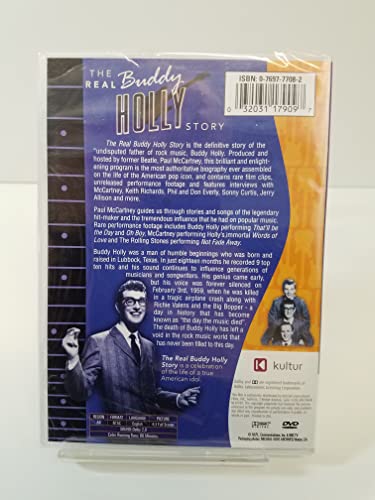 THE
REAL Buddy
HOLLY
STORY
ISBN: 0-7697-7708-2
0 32031 17909 7
The Real Buddy Holly Story is the definitive story of the
"undisputed father of rock music, Buddy Holly. Produced and
hosted by former Beatle, Paul McCartney, this brilliant and enlight-
ening program is the most authoritative biography ever assembled
on the life of the American pop icon, and contains rare film clips,
unreleased performance footage and features interviews with
McCartney, Keith Richards, Phil and Don Everly, Sonny Curtis, Jerry
Allison and more.
Paul McCartney guides us through stories and songs of the legendary
hit-maker and the tremendous influence that he had on popular music.
Rare performance footage includes Buddy Holly performing That'll be
the Day and Oh Boy, McCartney performing Holly's immortal Words of
Love and The Rolling Stones performing Not Fade Away.
Buddy Holly was a man of humble beginnings who was born and
raised in Lubbock, Texas. In just eighteen months he recorded 9 top
ten hits and his sound continues to influence generations of
musicians and songwriters. His genius came early,
but his voice was forever silenced on
February 3rd, 1959, when he was killed
in a tragic airplane crash along with
Richie Valens and the Big Bopper - a
day in history that has become
known as "the day the music died".
The death of Buddy Holly has left a
void in the rock music world that
has never been filled to this day.
The Real Buddy Holly
Story is a celebration
of the life of a true
American idol.
kultur
REGION FORMAT LANGUAGE PICTURE
NTSC English
DVD